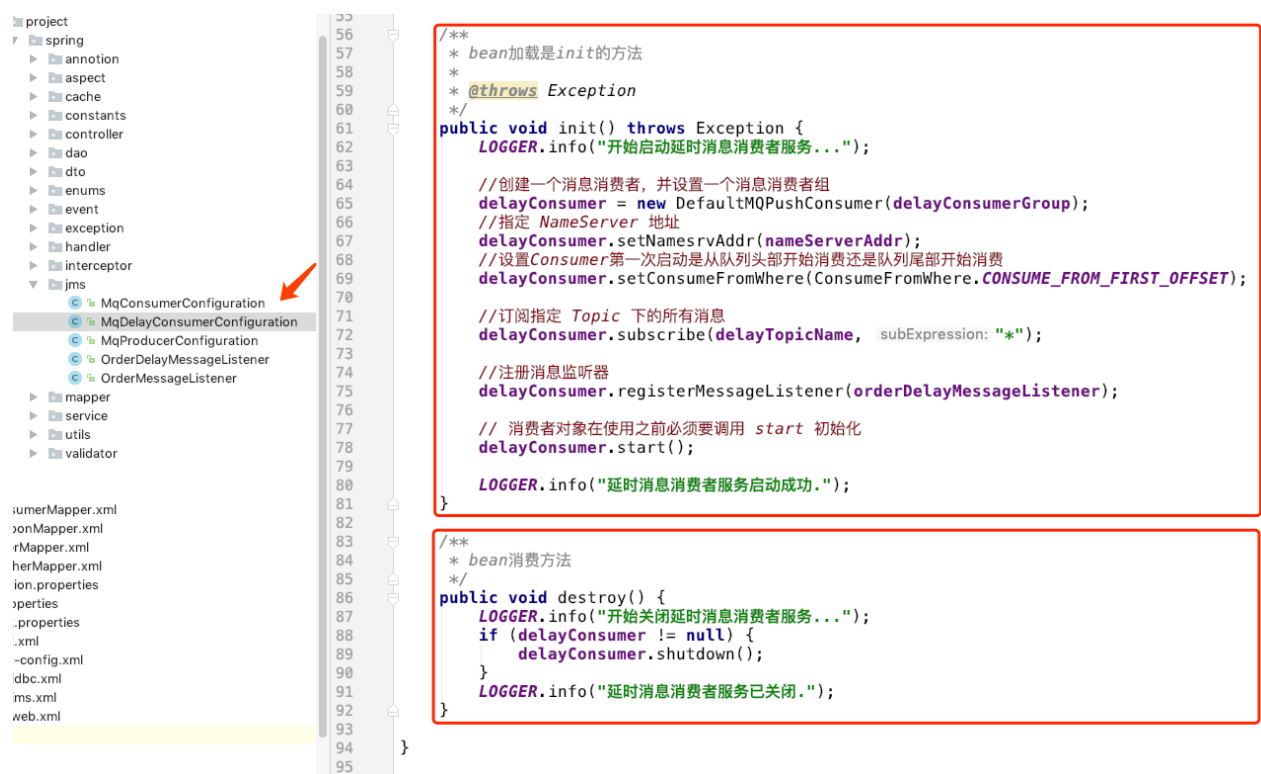 project
spring
annotion
aspect
cache
constants
controller
dao
dto
enums
event
exception
handler
interceptor
jms
MqConsumerConfiguration
MqDelayConsumerConfiguration
MqProducerConfiguration
OrderDelayMessageListener
OrderMessageListener
mapper
service
utils
validator
sumerMapper.xml
ponMapper.xml
rMapper.xml
herMapper.xml
ion.properties
operties
.properties
.xml
-config.xml
jdbc.xml
jms.xml
web.xml
55
56 /**
57  * bean加载是init的方法
58  *
59  * @throws Exception
60  */
61 public void init() throws Exception {
62     LOGGER.info("开始启动延时消息消费者服务...");
63
64     //创建一个消息消费者，并设置一个消息消费者组
65     delayConsumer = new DefaultMQPushConsumer(delayConsumerGroup);
66     //指定 NameServer 地址
67     delayConsumer.setNamesrvAddr(nameServerAddr);
68     //设置Consumer第一次启动是从队列头部开始消费还是队列尾部开始消费
69     delayConsumer.setConsumeFromWhere(ConsumeFromWhere.CONSUME_FROM_FIRST_OFFSET);
70
71     //订阅指定 Topic 下的所有消息
72     delayConsumer.subscribe(delayTopicName, subExpression: "*");
73
74     //注册消息监听器
75     delayConsumer.registerMessageListener(orderDelayMessageListener);
76
77     // 消费者对象在使用之前必须要调用 start 初始化
78     delayConsumer.start();
79
80     LOGGER.info("延时消息消费者服务启动成功.");
81 }
82
83 /**
84  * bean消费方法
85  */
86 public void destroy() {
87     LOGGER.info("开始关闭延时消息消费者服务...");
88     if (delayConsumer != null) {
89         delayConsumer.shutdown();
90     }
91     LOGGER.info("延时消息消费者服务已关闭.");
92 }
93
94 }
95